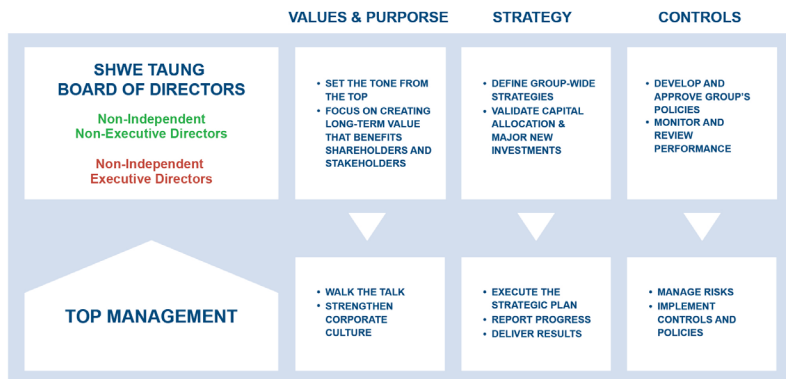 VALUES & PURPORSE
STRATEGY
CONTROLS
SHWE TAUNG
BOARD OF DIRECTORS
Non-Independent
Non-Executive Directors
Non-Independent
Executive Directors
• SET THE TONE FROM
THE TOP
• FOCUS ON CREATING
LONG-TERM VALUE
THAT BENEFITS
SHAREHOLDERS AND
STAKEHOLDERS
• DEFINE GROUP-WIDE
STRATEGIES
• VALIDATE CAPITAL
ALLOCATION &
MAJOR NEW
INVESTMENTS
• DEVELOP AND
APPROVE GROUP'S
POLICIES
• MONITOR AND
REVIEW
PERFORMANCE
TOP MANAGEMENT
• WALK THE TALK
• STRENGTHEN
CORPORATE
CULTURE
• EXECUTE THE
STRATEGIC PLAN
• REPORT PROGRESS
• DELIVER RESULTS
• MANAGE RISKS
• IMPLEMENT
CONTROLS AND
POLICIES